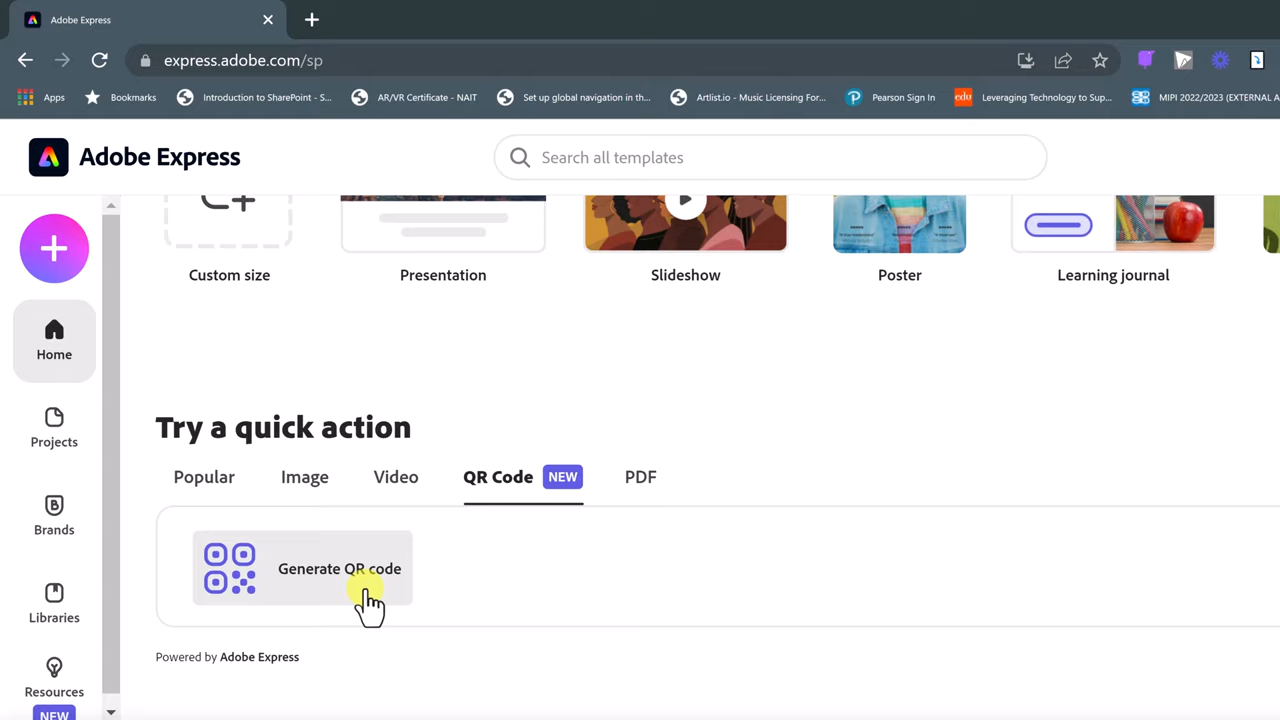 Adobe Express
express.adobe.com/sp
Apps
Bookmarks
Introduction to SharePoint - S...
AR/VR Certificate - NAIT
Set up global navigation in th...
Artlist.io - Music Licensing For...
Pearson Sign In
edu
Leveraging Technology to Sup...
MIPI 2022/2023 (EXTERNAL A
Adobe Express
Search all templates
Custom size
Presentation
Slideshow
Poster
Learning journal
Home
Projects
Brands
Libraries
Resources
NEW
Try a quick action
Popular
Image
Video
QR Code NEW
PDF
Generate QR code
Powered by Adobe Express